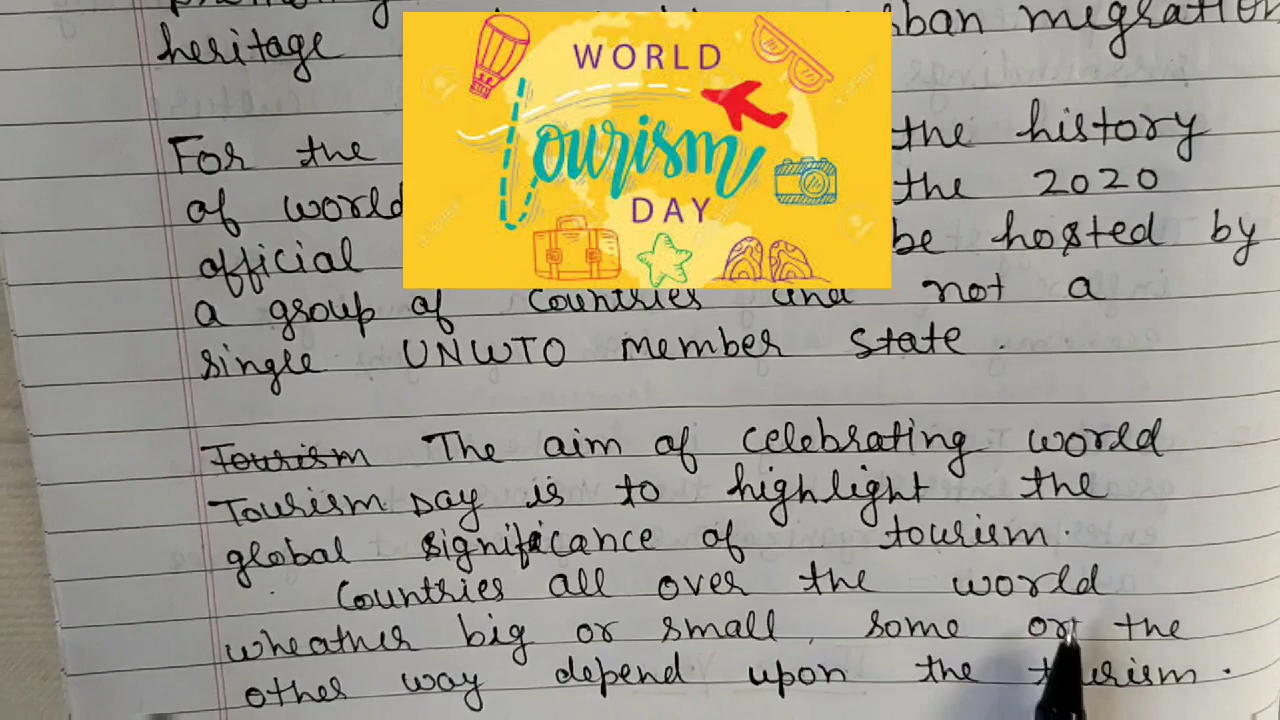 heritage
WORLD
Tourism
DAY
rban migration
For the
the history
of world
the 2020
official
be hosted by
a group of countries and not a
single UNWTO member state.
Tourism The aim of celebrating world
Tourism Day is to highlight the
global significance of tourism.
Countries all over the world
wheather big or small, some or the
other way depend upon the tourism.